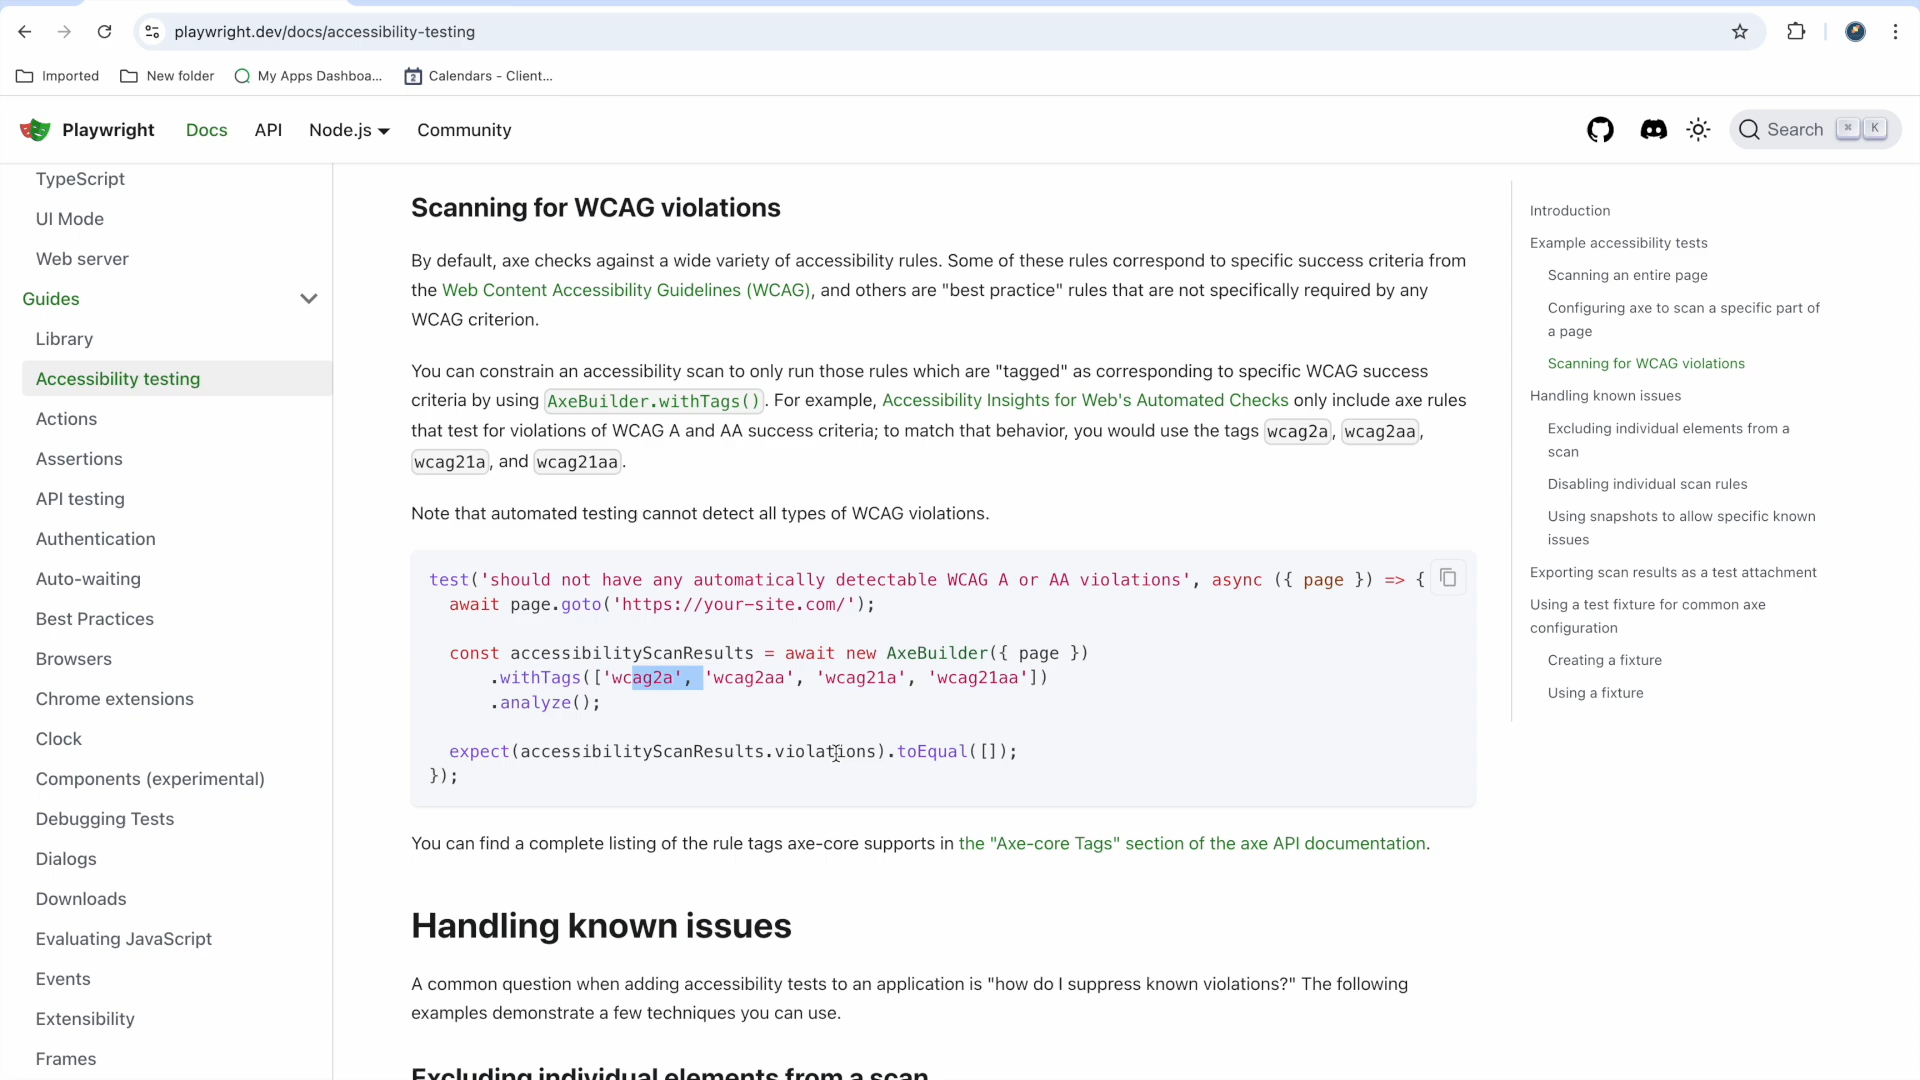 playwright.dev/docs/accessibility-testing
Imported
New folder
My Apps Dashboa...
2
Calendars - Client...
Playwright
Docs
API
Node.js
Community
Search
⌘
K
TypeScript
UI Mode
Web server
Guides
Library
Accessibility testing
Actions
Assertions
API testing
Authentication
Auto-waiting
Best Practices
Browsers
Chrome extensions
Clock
Components (experimental)
Debugging Tests
Dialogs
Downloads
Evaluating JavaScript
Events
Extensibility
Frames
Scanning for WCAG violations
By default, axe checks against a wide variety of accessibility rules. Some of these rules correspond to specific success criteria from
the Web Content Accessibility Guidelines (WCAG), and others are "best practice" rules that are not specifically required by any
WCAG criterion.
You can constrain an accessibility scan to only run those rules which are "tagged" as corresponding to specific WCAG success
criteria by using AxeBuilder.withTags(). For example, Accessibility Insights for Web's Automated Checks only include axe rules
that test for violations of WCAG A and AA success criteria; to match that behavior, you would use the tags wcag2a, wcag2aa,
wcag21a, and wcag21aa.
Note that automated testing cannot detect all types of WCAG violations.
test('should not have any automatically detectable WCAG A or AA violations', async ({ page }) => {
  await page.goto('https://your-site.com/');
  const accessibilityScanResults = await new AxeBuilder({ page })
      .withTags(['wcag2a', 'wcag2aa', 'wcag21a', 'wcag21aa'])
      .analyze();
  expect(accessibilityScanResults.violations).toEqual([]);
});
You can find a complete listing of the rule tags axe-core supports in the "Axe-core Tags" section of the axe API documentation.
Handling known issues
A common question when adding accessibility tests to an application is "how do I suppress known violations?" The following
examples demonstrate a few techniques you can use.
Excluding individual elements from a scan
Introduction
Example accessibility tests
Scanning an entire page
Configuring axe to scan a specific part of
a page
Scanning for WCAG violations
Handling known issues
Excluding individual elements from a
scan
Disabling individual scan rules
Using snapshots to allow specific known
issues
Exporting scan results as a test attachment
Using a test fixture for common axe
configuration
Creating a fixture
Using a fixture